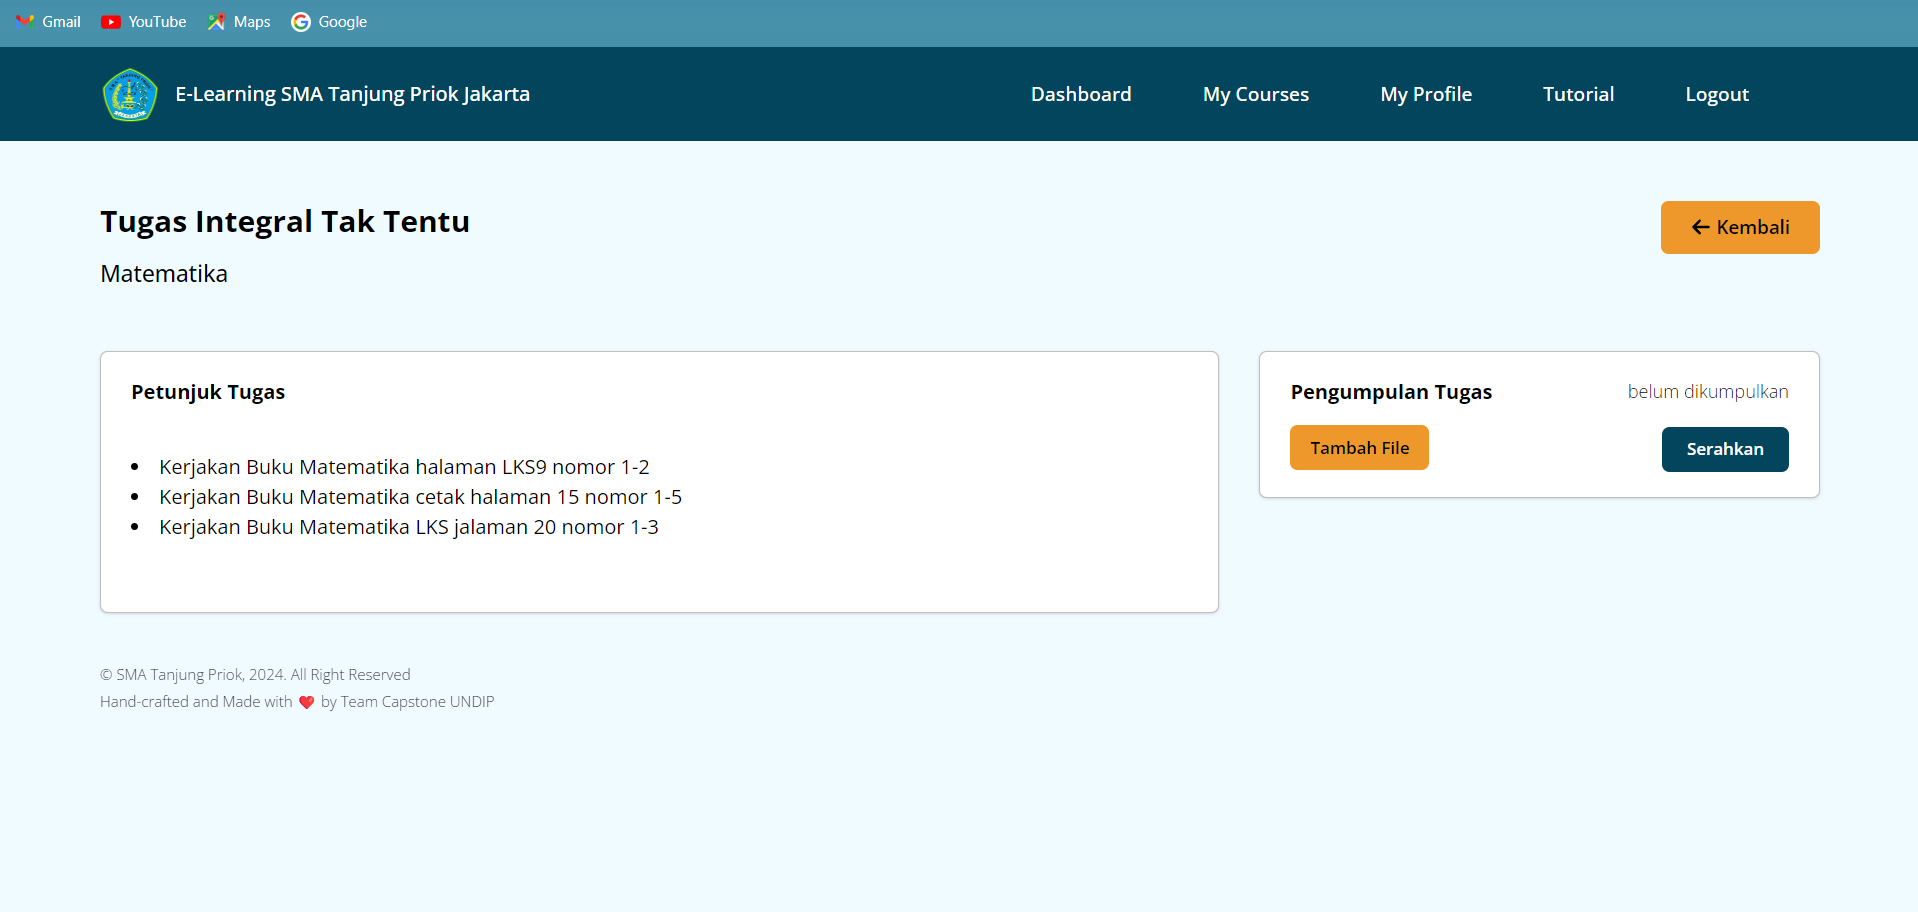 Gmail YouTube Maps Google
E-Learning SMA Tanjung Priok Jakarta Dashboard My Courses My Profile Tutorial Logout
Tugas Integral Tak Tentu
Kembali
Matematika
Petunjuk Tugas
Kerjakan Buku Matematika halaman LKS9 nomor 1-2
Kerjakan Buku Matematika cetak halaman 15 nomor 1-5
Kerjakan Buku Matematika LKS jalaman 20 nomor 1-3
Pengumpulan Tugas belum dikumpulkan
Tambah File Serahkan
© SMA Tanjung Priok, 2024. All Right Reserved
Hand-crafted and Made with ❤️ by Team Capstone UNDIP